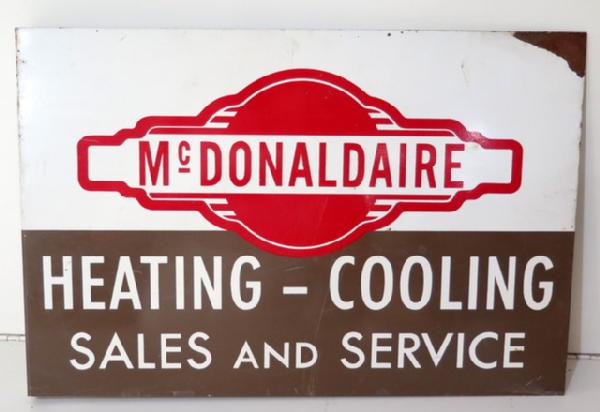 McDONALDAIRE
HEATING - COOLING
SALES AND SERVICE